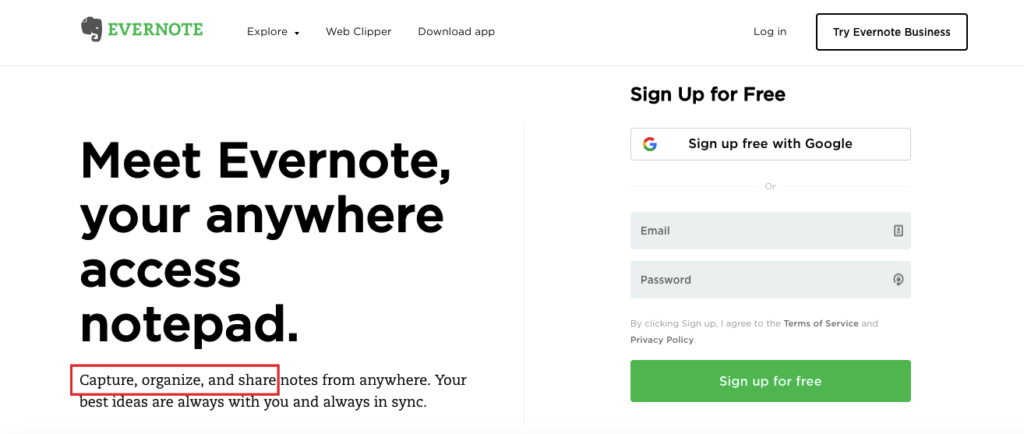 EVERNOTE
Explore
Web Clipper
Download app
Log in
Try Evernote Business
Meet Evernote,
your anywhere
access
notepad.
Capture, organize, and share notes from anywhere. Your
best ideas are always with you and always in sync.
Sign Up for Free
Sign up free with Google
Or
Email
Password
By clicking Sign up, I agree to the Terms of Service and
Privacy Policy.
Sign up for free